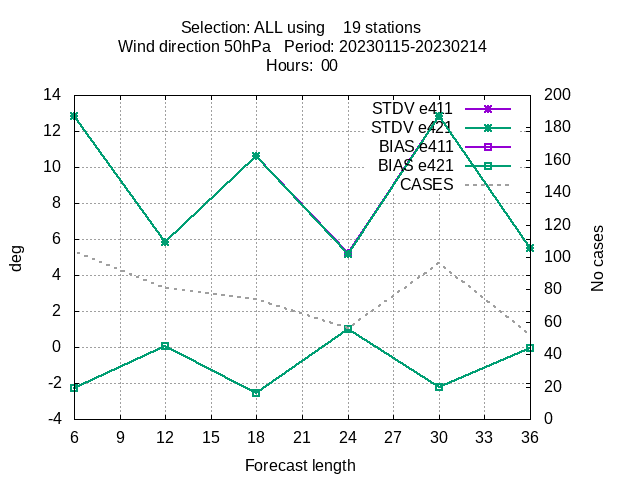 Selection: ALL using    19 stations
Wind direction 50hPa   Period: 20230115-20230214
Hours:  00
STDV e411
STDV e421
BIAS e411
BIAS e421
CASES
14
12
10
8
6
4
2
0
-2
-4
deg
200
180
160
140
120
100
80
60
40
20
0
No cases
6 9 12 15 18 21 24 27 30 33 36
Forecast length